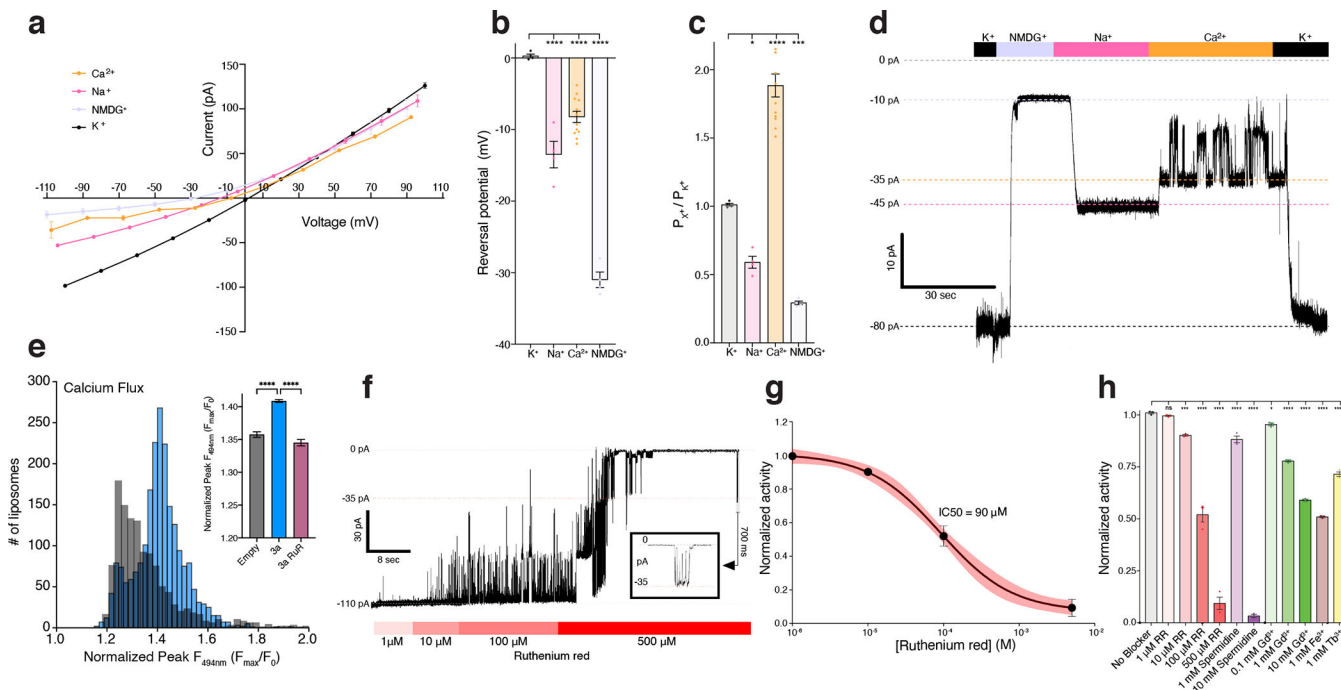 a
Ca²⁺
Na⁺
NMDG⁺
K⁺
Current (pA)
150
100
50
-50
-100
-150
-110 -90 -70 -50 -30 -10 10 30 50 70 90 110
Voltage (mV)
b
**** **** ****
Reversal potential (mV)
0
-10
-20
-30
-40
K⁺ Na⁺ Ca²⁺ NMDG⁺
c
* **** ***
Pₓ⁺ / P_K⁺
2.0
1.5
1.0
0.5
0.0
K⁺ Na⁺ Ca²⁺ NMDG⁺
d
K⁺ NMDG⁺ Na⁺ Ca²⁺ K⁺
0 pA
-10 pA
-35 pA
-45 pA
-80 pA
10 pA
30 sec
e
Calcium Flux
# of liposomes
300
250
200
150
100
50
0
1.0 1.2 1.4 1.6 1.8 2.0
Normalized Peak F₄₉₄ₙₘ (Fₘₐₓ/F₀)
**** ****
Normalized Peak F₄₉₄ₙₘ (Fₘₐₓ/F₀)
1.40
1.35
1.30
1.20
Empty
3a
3a RuR
f
0 pA
-35 pA
-110 pA
30 pA
8 sec
0
pA
-35
700 ms
1μM 10 μM 100 μM 500 μM
Ruthenium red
g
Normalized activity
1.2
1.0
0.8
0.6
0.4
0.2
0.0
IC50 = 90 μM
10⁻⁶ 10⁻⁵ 10⁻⁴ 10⁻³ 10⁻²
[Ruthenium red] (M)
h
ns *** **** **** **** **** * **** **** ****
Normalized activity
1.0
0.75
0.50
0.25
0.0
No Blocker
1 μM RR
10 μM RR
100 μM RR
500 μM RR
1 mM Spermidine
10 mM Spermidine
0.1 mM Gd³⁺
1 mM Gd³⁺
10 mM Gd³⁺
1 mM Fe³⁺
1 mM Tb³⁺